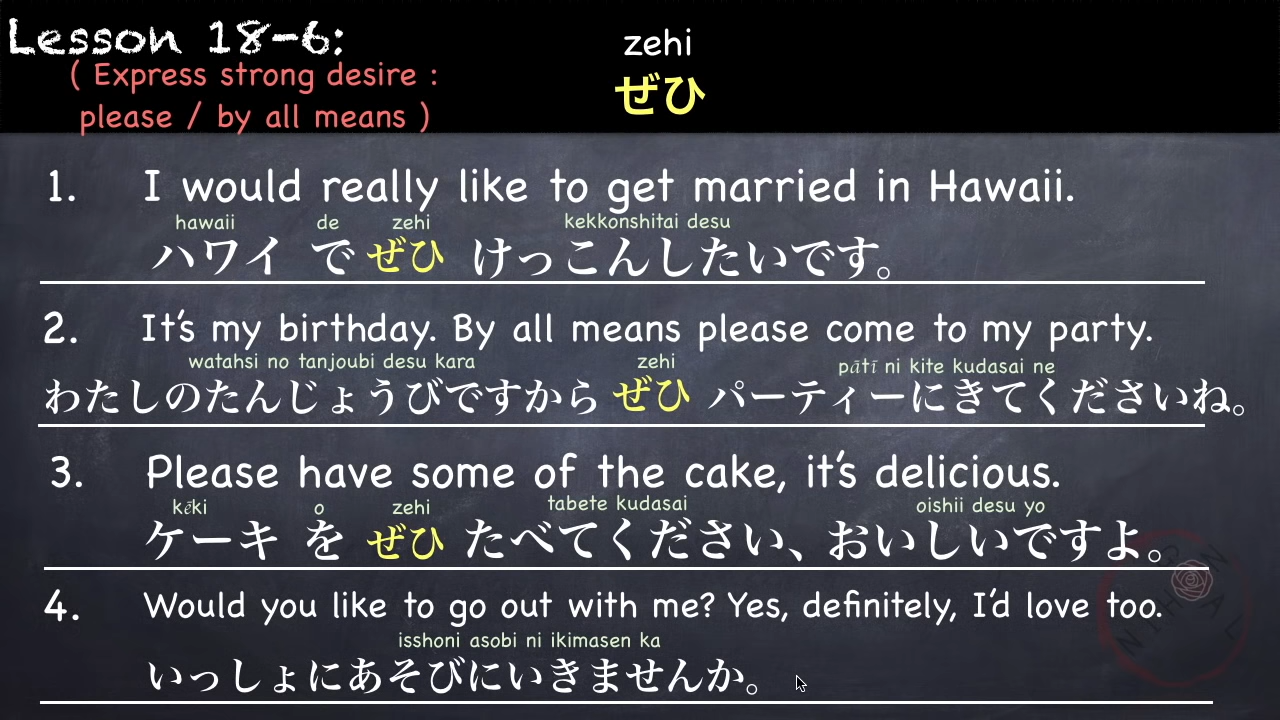 Lesson 18-6:
( Express strong desire :
please / by all means )
zehi
ぜひ
1. I would really like to get married in Hawaii.
hawaii de zehi kekkonshitai desu
ハワイ で ぜひ けっこんしたいです。
2. It's my birthday. By all means please come to my party.
watahsi no tanjoubi desu kara zehi pātī ni kite kudasai ne
わたしのたんじょうびですから ぜひ パーティーにきてくださいね。
3. Please have some of the cake, it's delicious.
kēki o zehi tabete kudasai oishii desu yo
ケーキ を ぜひ たべてください、おいしいですよ。
4. Would you like to go out with me? Yes, definitely, I'd love too.
isshoni asobi ni ikimasen ka
いっしょにあそびにいきませんか。